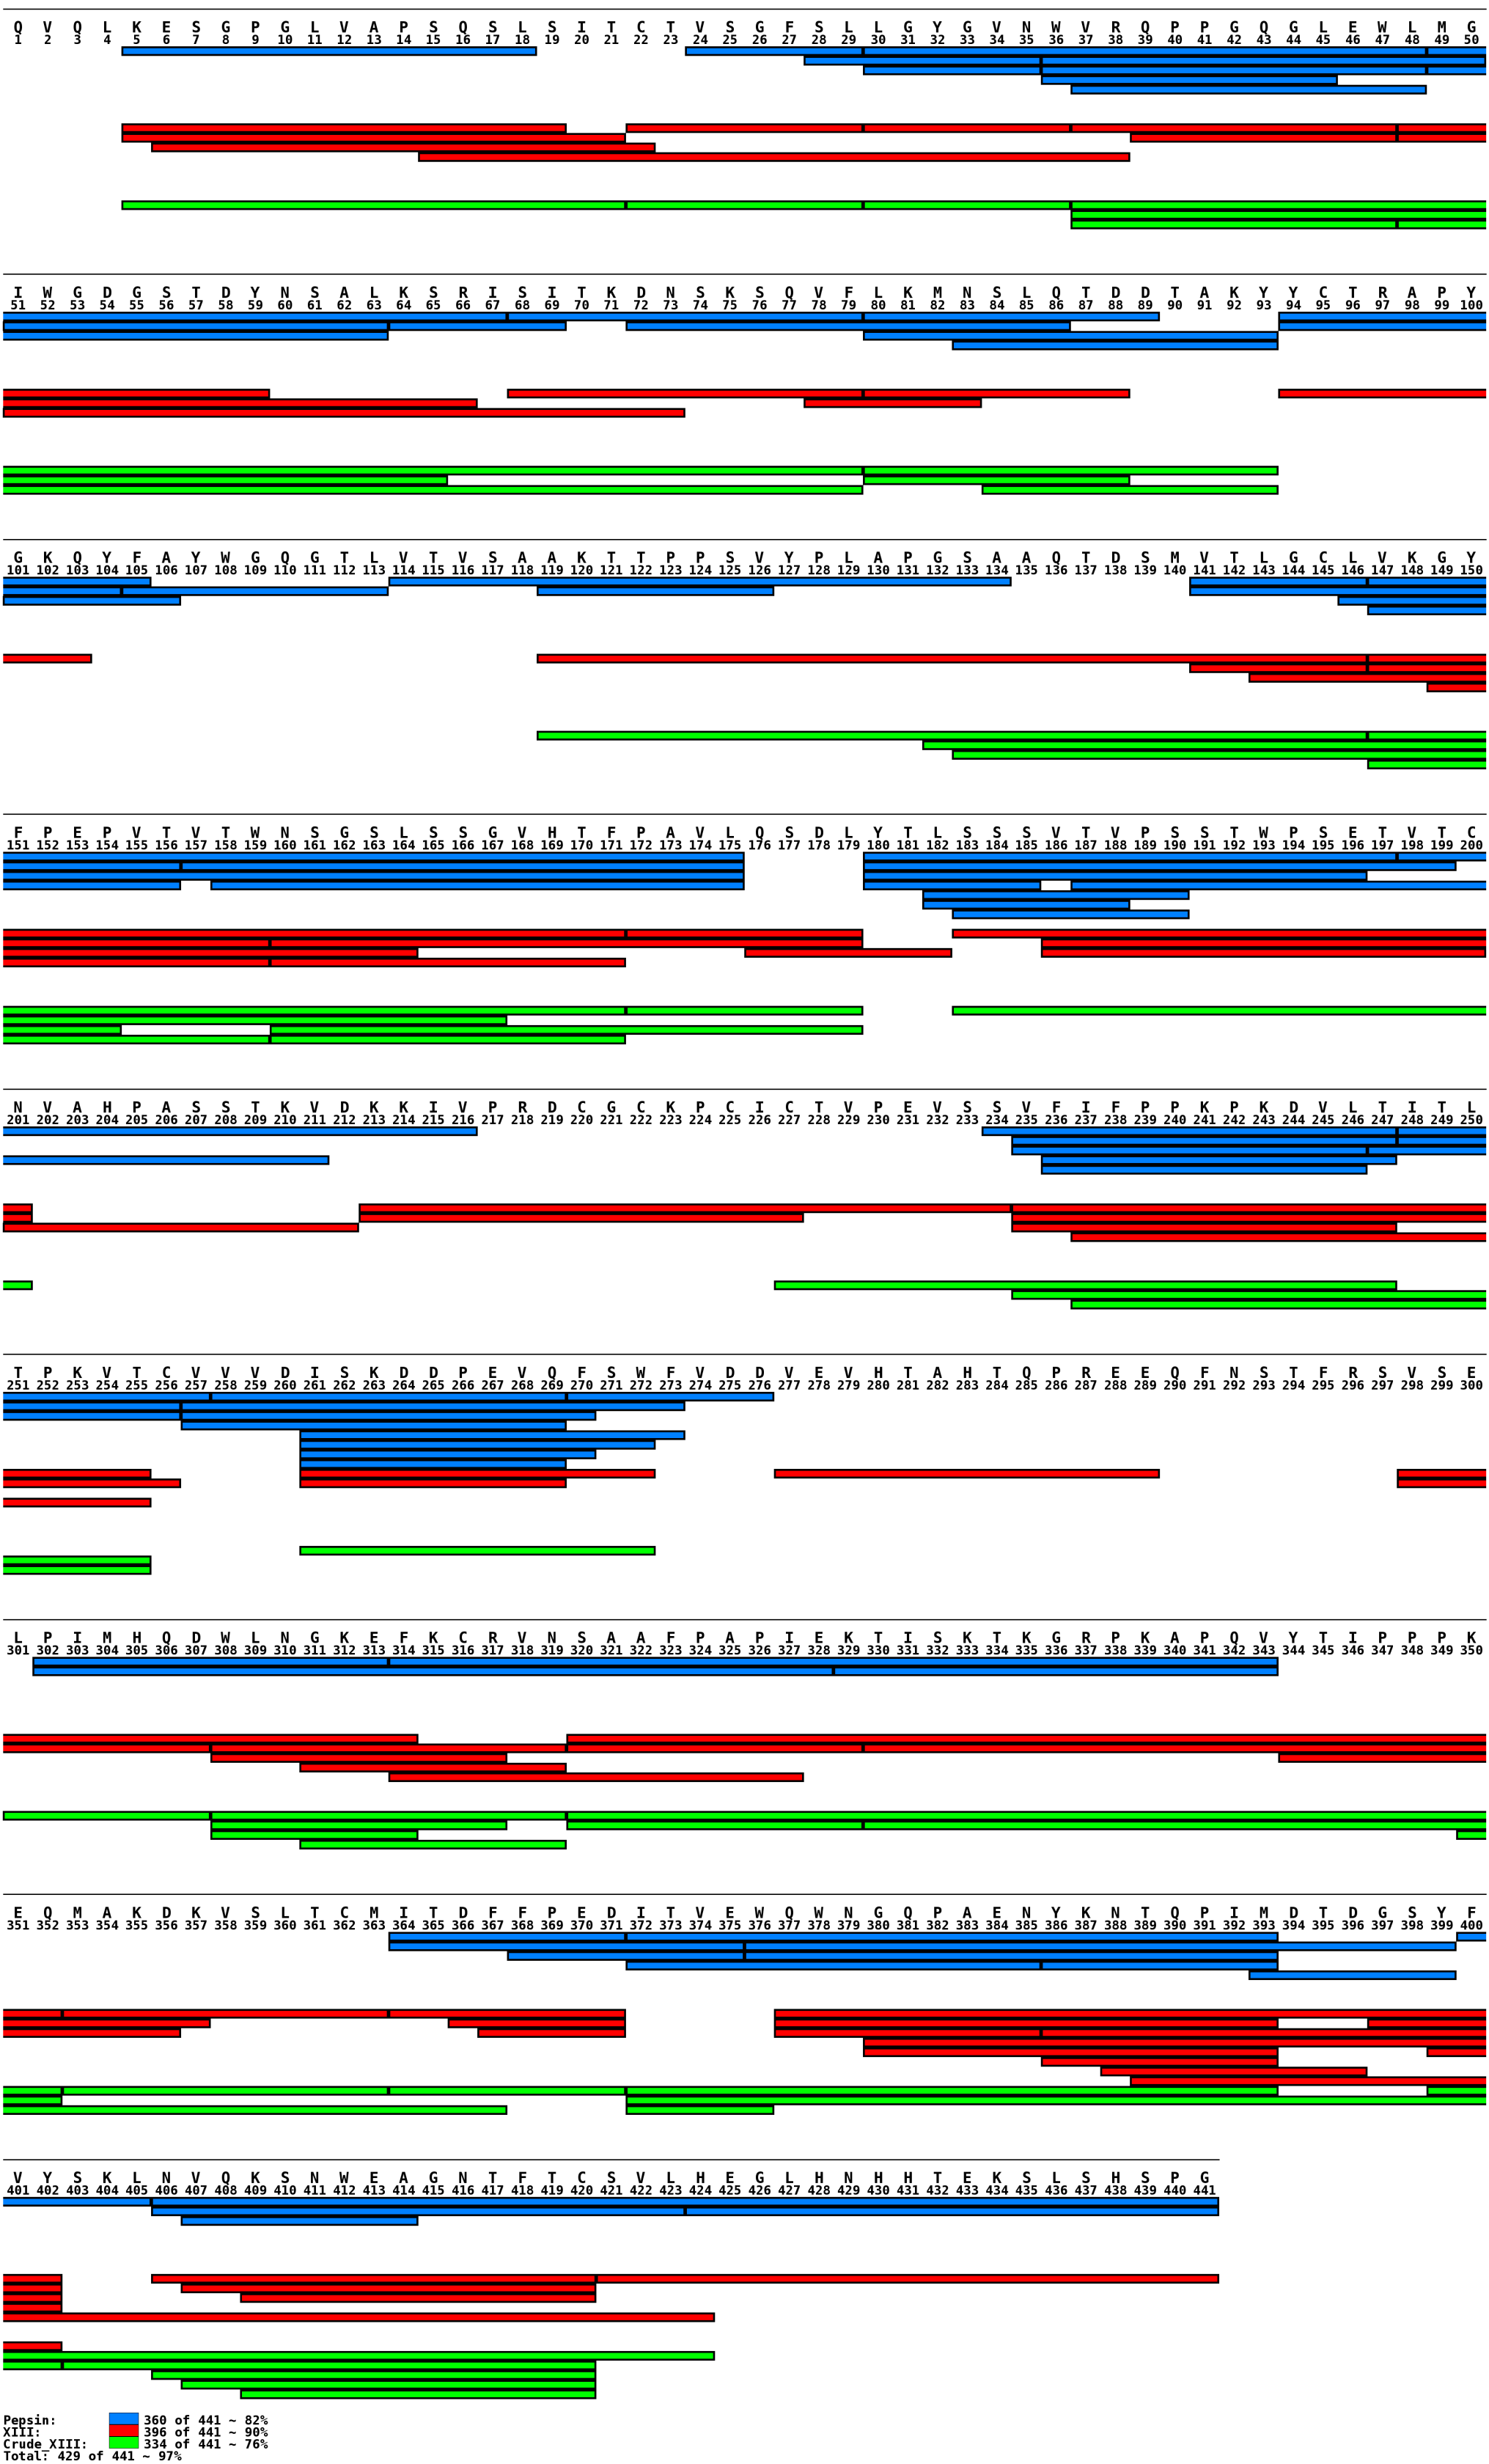 Q V Q L K E S G P G L V A P S Q S L S I T C T V S G F S L L G Y G V N W V R Q P P G Q G L E W L M G
1 2 3 4 5 6 7 8 9 10 11 12 13 14 15 16 17 18 19 20 21 22 23 24 25 26 27 28 29 30 31 32 33 34 35 36 37 38 39 40 41 42 43 44 45 46 47 48 49 50
I W G D G S T D Y N S A L K S R I S I T K D N S K S Q V F L K M N S L Q T D D T A K Y Y C T R A P Y
51 52 53 54 55 56 57 58 59 60 61 62 63 64 65 66 67 68 69 70 71 72 73 74 75 76 77 78 79 80 81 82 83 84 85 86 87 88 89 90 91 92 93 94 95 96 97 98 99 100
G K Q Y F A Y W G Q G T L V T V S A A K T T P P S V Y P L A P G S A A Q T D S M V T L G C L V K G Y
101 102 103 104 105 106 107 108 109 110 111 112 113 114 115 116 117 118 119 120 121 122 123 124 125 126 127 128 129 130 131 132 133 134 135 136 137 138 139 140 141 142 143 144 145 146 147 148 149 150
F P E P V T V T W N S G S L S S G V H T F P A V L Q S D L Y T L S S S V T V P S S T W P S E T V T C
151 152 153 154 155 156 157 158 159 160 161 162 163 164 165 166 167 168 169 170 171 172 173 174 175 176 177 178 179 180 181 182 183 184 185 186 187 188 189 190 191 192 193 194 195 196 197 198 199 200
N V A H P A S S T K V D K K I V P R D C G C K P C I C T V P E V S S V F I F P P K P K D V L T I T L
201 202 203 204 205 206 207 208 209 210 211 212 213 214 215 216 217 218 219 220 221 222 223 224 225 226 227 228 229 230 231 232 233 234 235 236 237 238 239 240 241 242 243 244 245 246 247 248 249 250
T P K V T C V V V D I S K D D P E V Q F S W F V D D V E V H T A H T Q P R E E Q F N S T F R S V S E
251 252 253 254 255 256 257 258 259 260 261 262 263 264 265 266 267 268 269 270 271 272 273 274 275 276 277 278 279 280 281 282 283 284 285 286 287 288 289 290 291 292 293 294 295 296 297 298 299 300
L P I M H Q D W L N G K E F K C R V N S A A F P A P I E K T I S K T K G R P K A P Q V Y T I P P P K
301 302 303 304 305 306 307 308 309 310 311 312 313 314 315 316 317 318 319 320 321 322 323 324 325 326 327 328 329 330 331 332 333 334 335 336 337 338 339 340 341 342 343 344 345 346 347 348 349 350
E Q M A K D K V S L T C M I T D F F P E D I T V E W Q W N G Q P A E N Y K N T Q P I M D T D G S Y F
351 352 353 354 355 356 357 358 359 360 361 362 363 364 365 366 367 368 369 370 371 372 373 374 375 376 377 378 379 380 381 382 383 384 385 386 387 388 389 390 391 392 393 394 395 396 397 398 399 400
V Y S K L N V Q K S N W E A G N T F T C S V L H E G L H N H H T E K S L S H S P G
401 402 403 404 405 406 407 408 409 410 411 412 413 414 415 416 417 418 419 420 421 422 423 424 425 426 427 428 429 430 431 432 433 434 435 436 437 438 439 440 441
Pepsin: 360 of 441 ~ 82%
XIII: 396 of 441 ~ 90%
Crude_XIII: 334 of 441 ~ 76%
Total: 429 of 441 ~ 97%